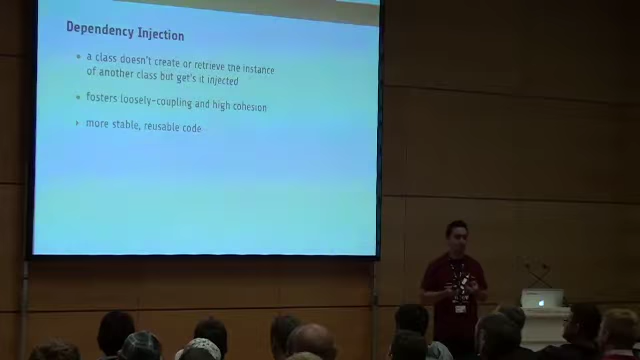 Dependency Injection
a class doesn't create or retrieve the instance
of another class but get's it injected
fosters loosely-coupling and high cohesion
more stable, reusable code